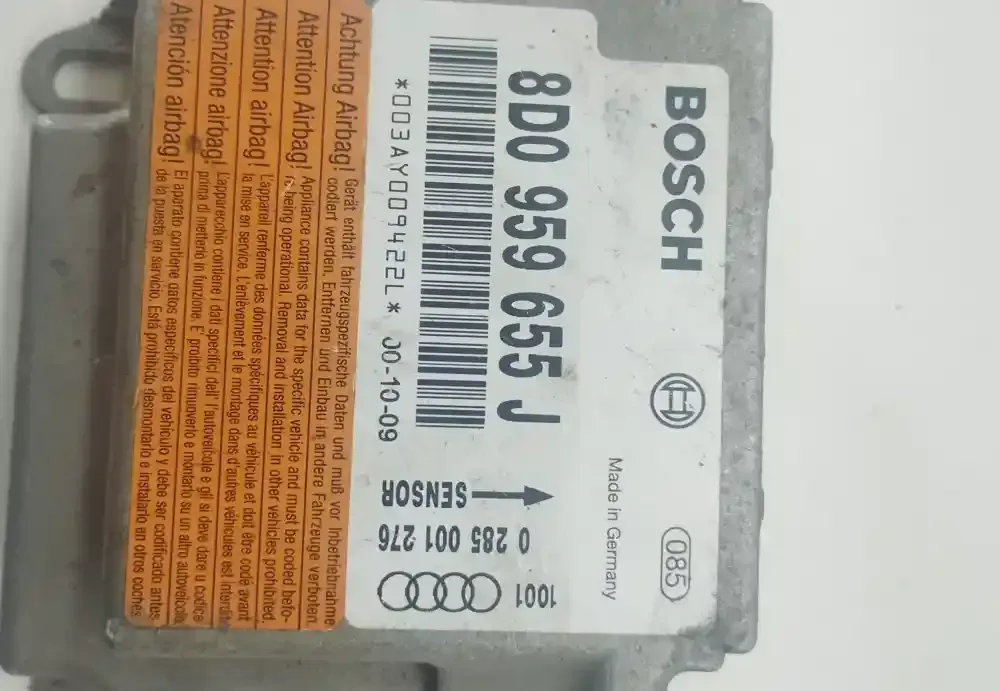 BOSCH
Made in Germany
085
8D0 959 655 J
*003AY009422L* 00-10-09
SENSOR
0 285 001 276
1001
Achtung Airbag! Gerät enthält fahrzeugspezifische Daten und muß vor Inbetriebnahme
codiert werden. Entfernen und Einbau in andere Fahrzeuge verboten.
Attention Airbag! Appliance contains data for the specific vehicle and must be coded befo-
re being operational. Removal and installation in other vehicles prohibited.
Attention airbag! L'appareil renferme des données spécifiques au véhicule et doit être codé avant
la mise en service. L'enlèvement et le montage dans d'autres véhicules est interdit
Attenzione airbag! L'apparecchio contiene i dati specifici dell' l'autoveicole e gli si deve dare u codice
prima di metterlo in funzione. E' proibito rimuoverlo e montarlo su un altro autoveicolo
Atención airbag! El aparato contiene datos específicos del vehículo y debe ser codificado antes
de la puesta en servicio. Está prohibido desmontarlo e instalarlo en otros coches